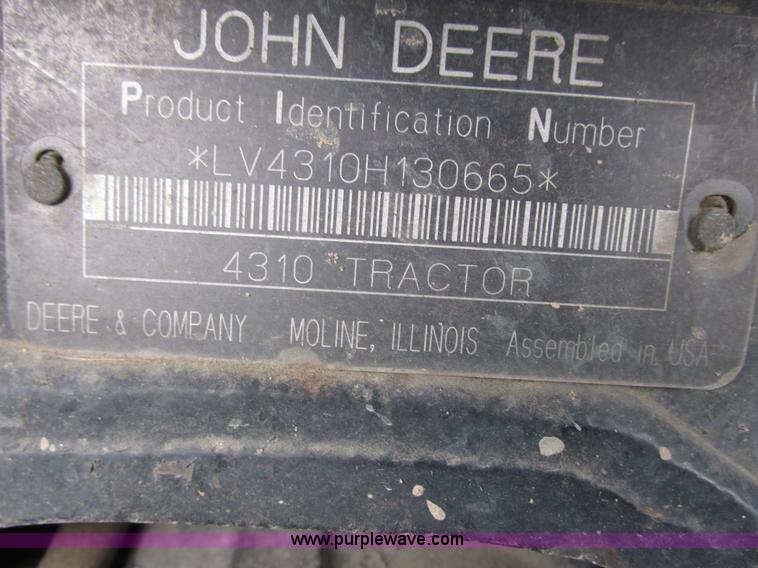 JOHN DEERE
Product Identification Number
*LV4310H130665*
4310 TRACTOR
DEERE & COMPANY MOLINE, ILLINOIS Assembled in USA
www.purplewave.com